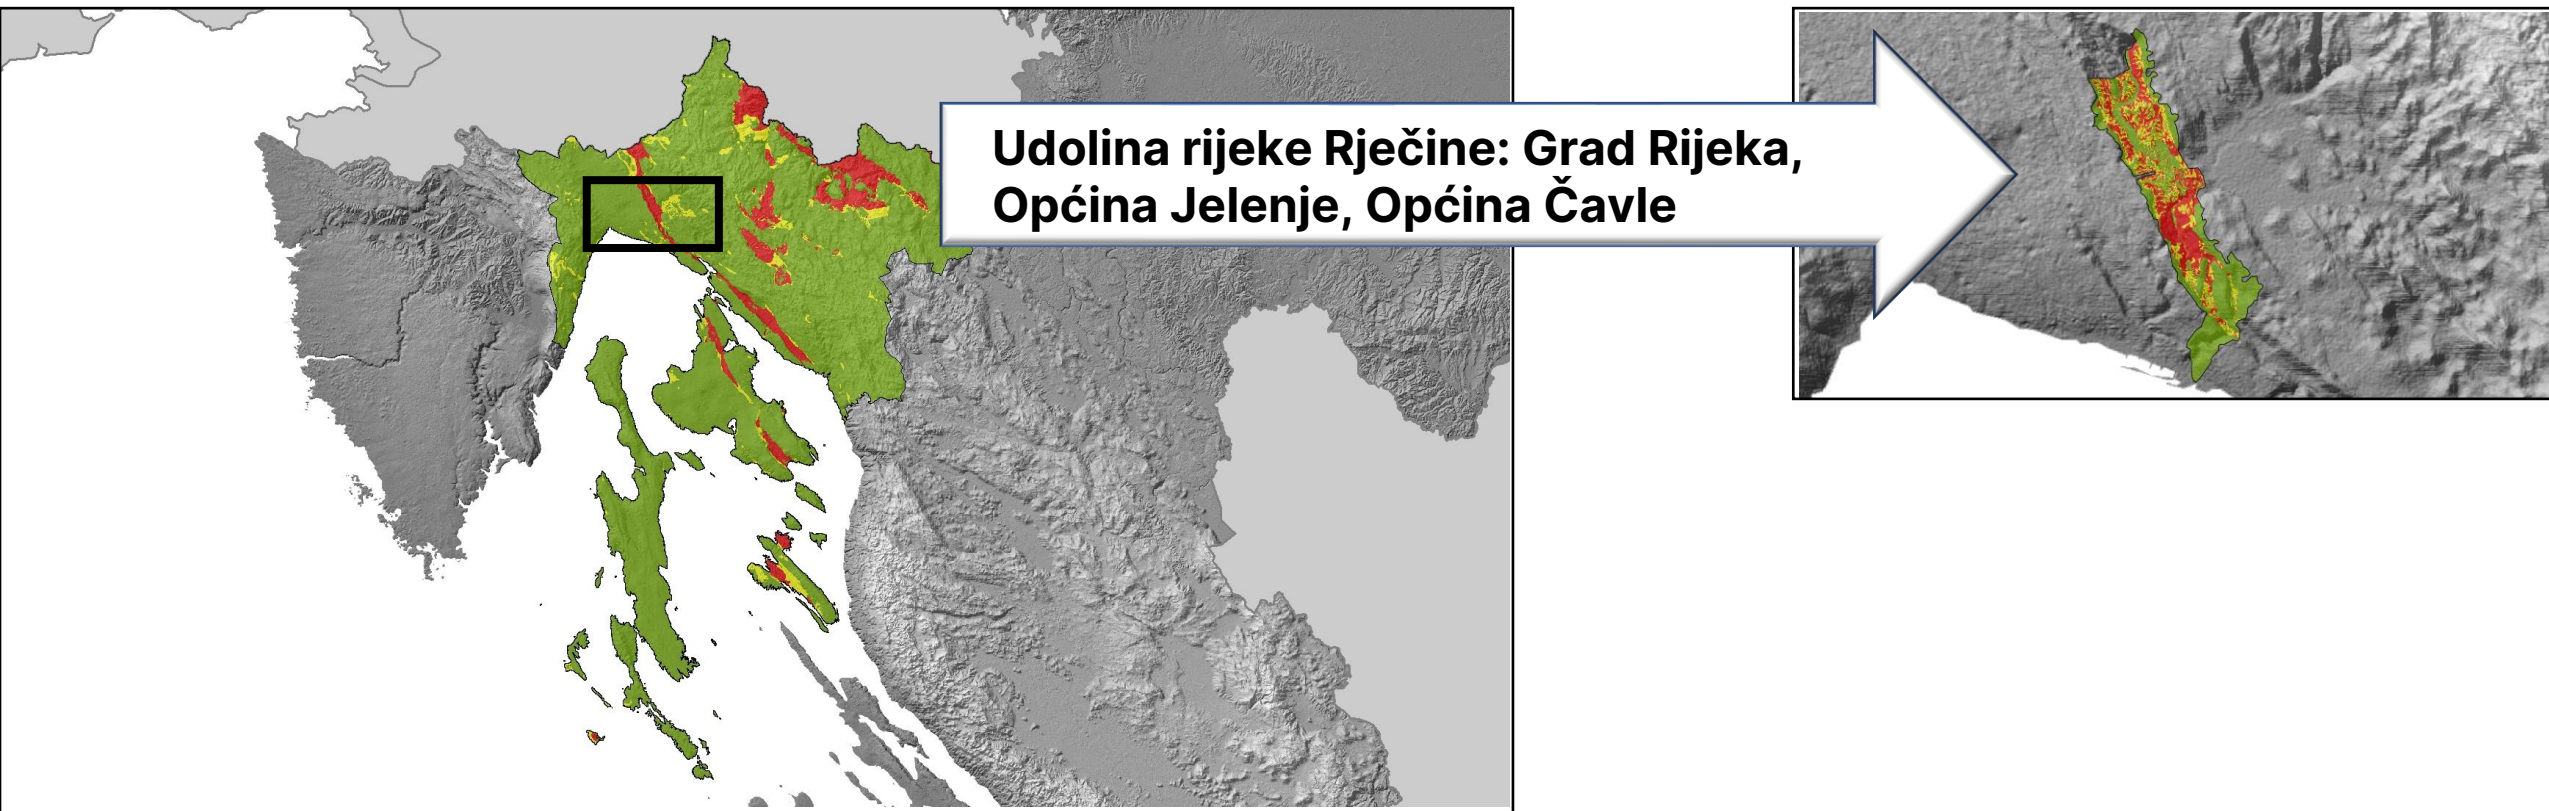 Udolina rijeke Rječine: Grad Rijeka,
Općina Jelenje, Općina Čavle